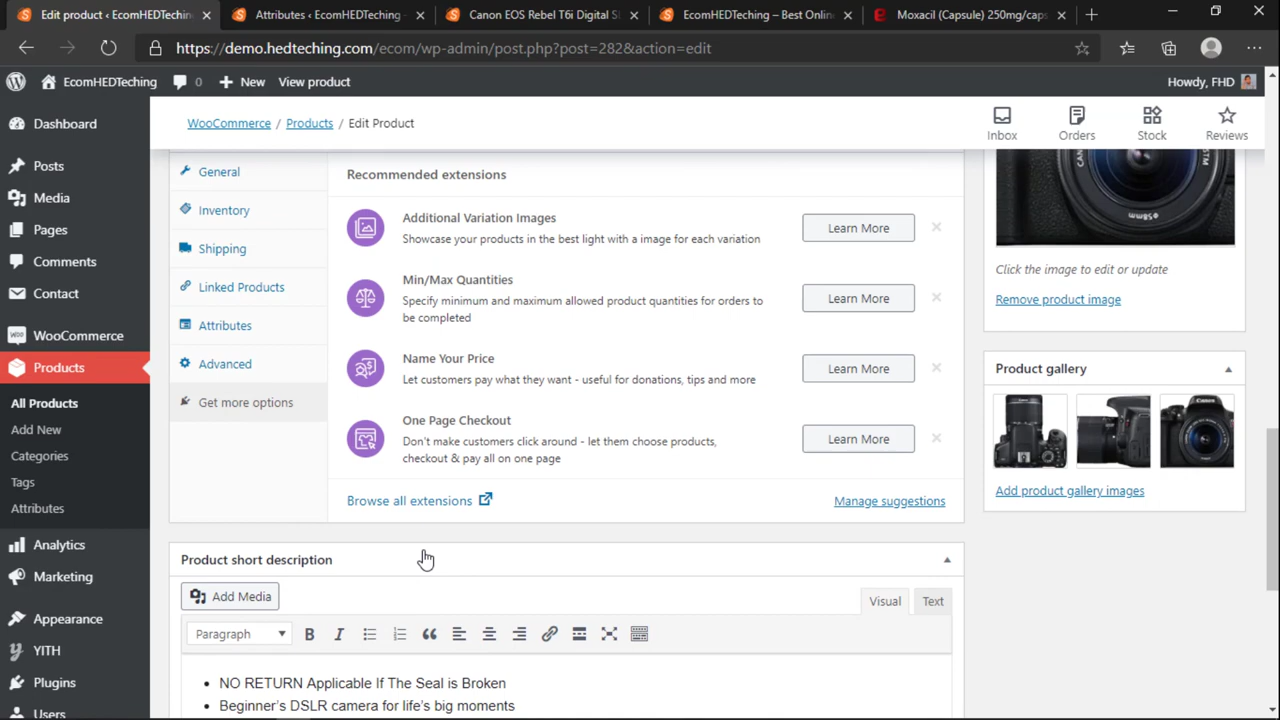 Edit product ‹ EcomHEDTeching
Attributes ‹ EcomHEDTeching
Canon EOS Rebel T6i Digital S
EcomHEDTeching – Best Online
Moxacil (Capsule) 250mg/caps
https://demo.hedteching.com/ecom/wp-admin/post.php?post=282&action=edit
EcomHEDTeching
0
New
View product
Howdy, FHD
WooCommerce / Products / Edit Product
Inbox
Orders
Stock
Reviews
Dashboard
Posts
Media
Pages
Comments
Contact
WooCommerce
Products
All Products
Add New
Categories
Tags
Attributes
Analytics
Marketing
Appearance
YITH
Plugins
Users
General
Inventory
Shipping
Linked Products
Attributes
Advanced
Get more options
Recommended extensions
Additional Variation Images
Showcase your products in the best light with a image for each variation
Learn More
Min/Max Quantities
Specify minimum and maximum allowed product quantities for orders to
be completed
Learn More
Name Your Price
Let customers pay what they want - useful for donations, tips and more
Learn More
One Page Checkout
Don't make customers click around - let them choose products,
checkout & pay all on one page
Learn More
Browse all extensions
Manage suggestions
Product short description
Add Media
Visual
Text
Paragraph
B I
• NO RETURN Applicable If The Seal is Broken
• Beginner's DSLR camera for life's big moments
Click the image to edit or update
Remove product image
Product gallery
Add product gallery images